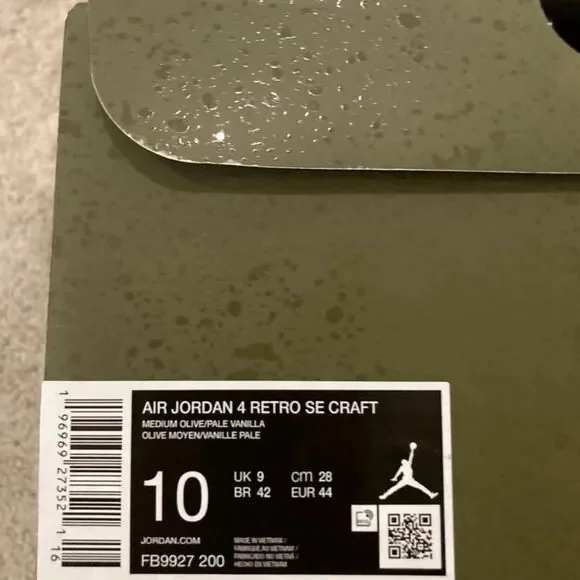 AIR JORDAN 4 RETRO SE CRAFT
MEDIUM OLIVE/PALE VANILLA
OLIVE MOYEN/VANILLE PALE
10
UK 9 cm 28
BR 42 EUR 44
JORDAN.COM
FB9927 200
MADE IN VIETNAM /
FABRIQUÉ AU VIETNAM /
FABRICADO NO VIETNÃ /
HECHO EN VIETNAM
1 96969 27352 1
16